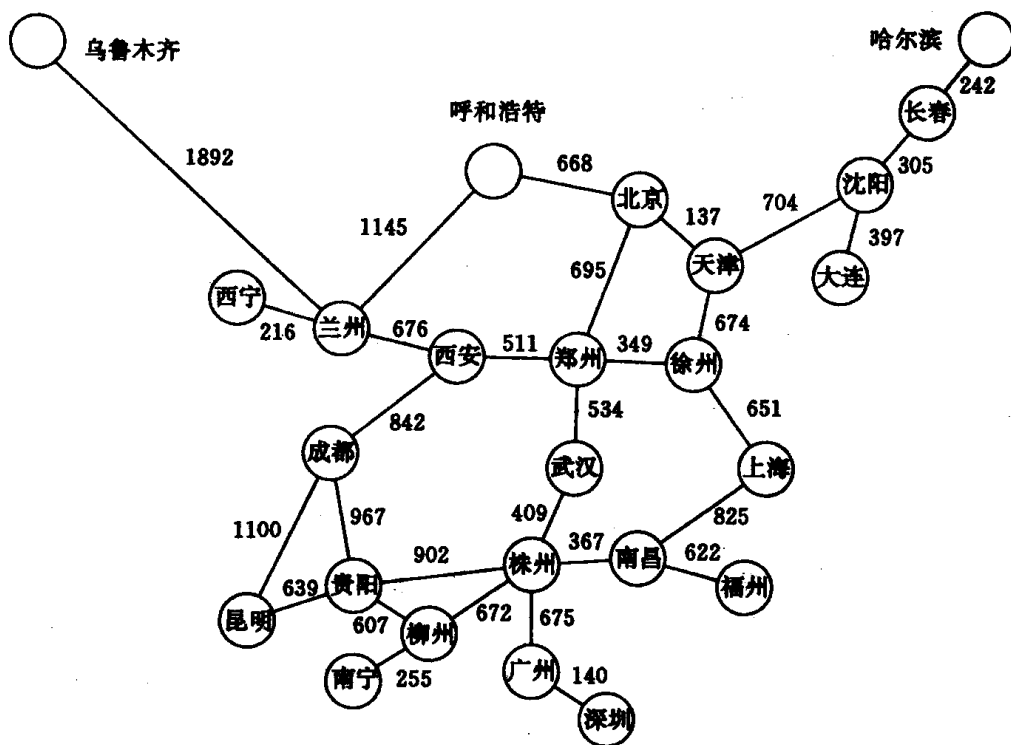 乌鲁木齐
哈尔滨
242
长春
呼和浩特
1892
668
305
沈阳
北京
704
1145
137
397
695
天津
大连
西宁
674
216
兰州
676
西安
511
郑州
349
徐州
534
651
842
成都
武汉
上海
1100
967
409
825
902
株州
367
南昌
622
639
贵阳
福州
昆明
607
柳州
672
675
南宁
255
广州
140
深圳